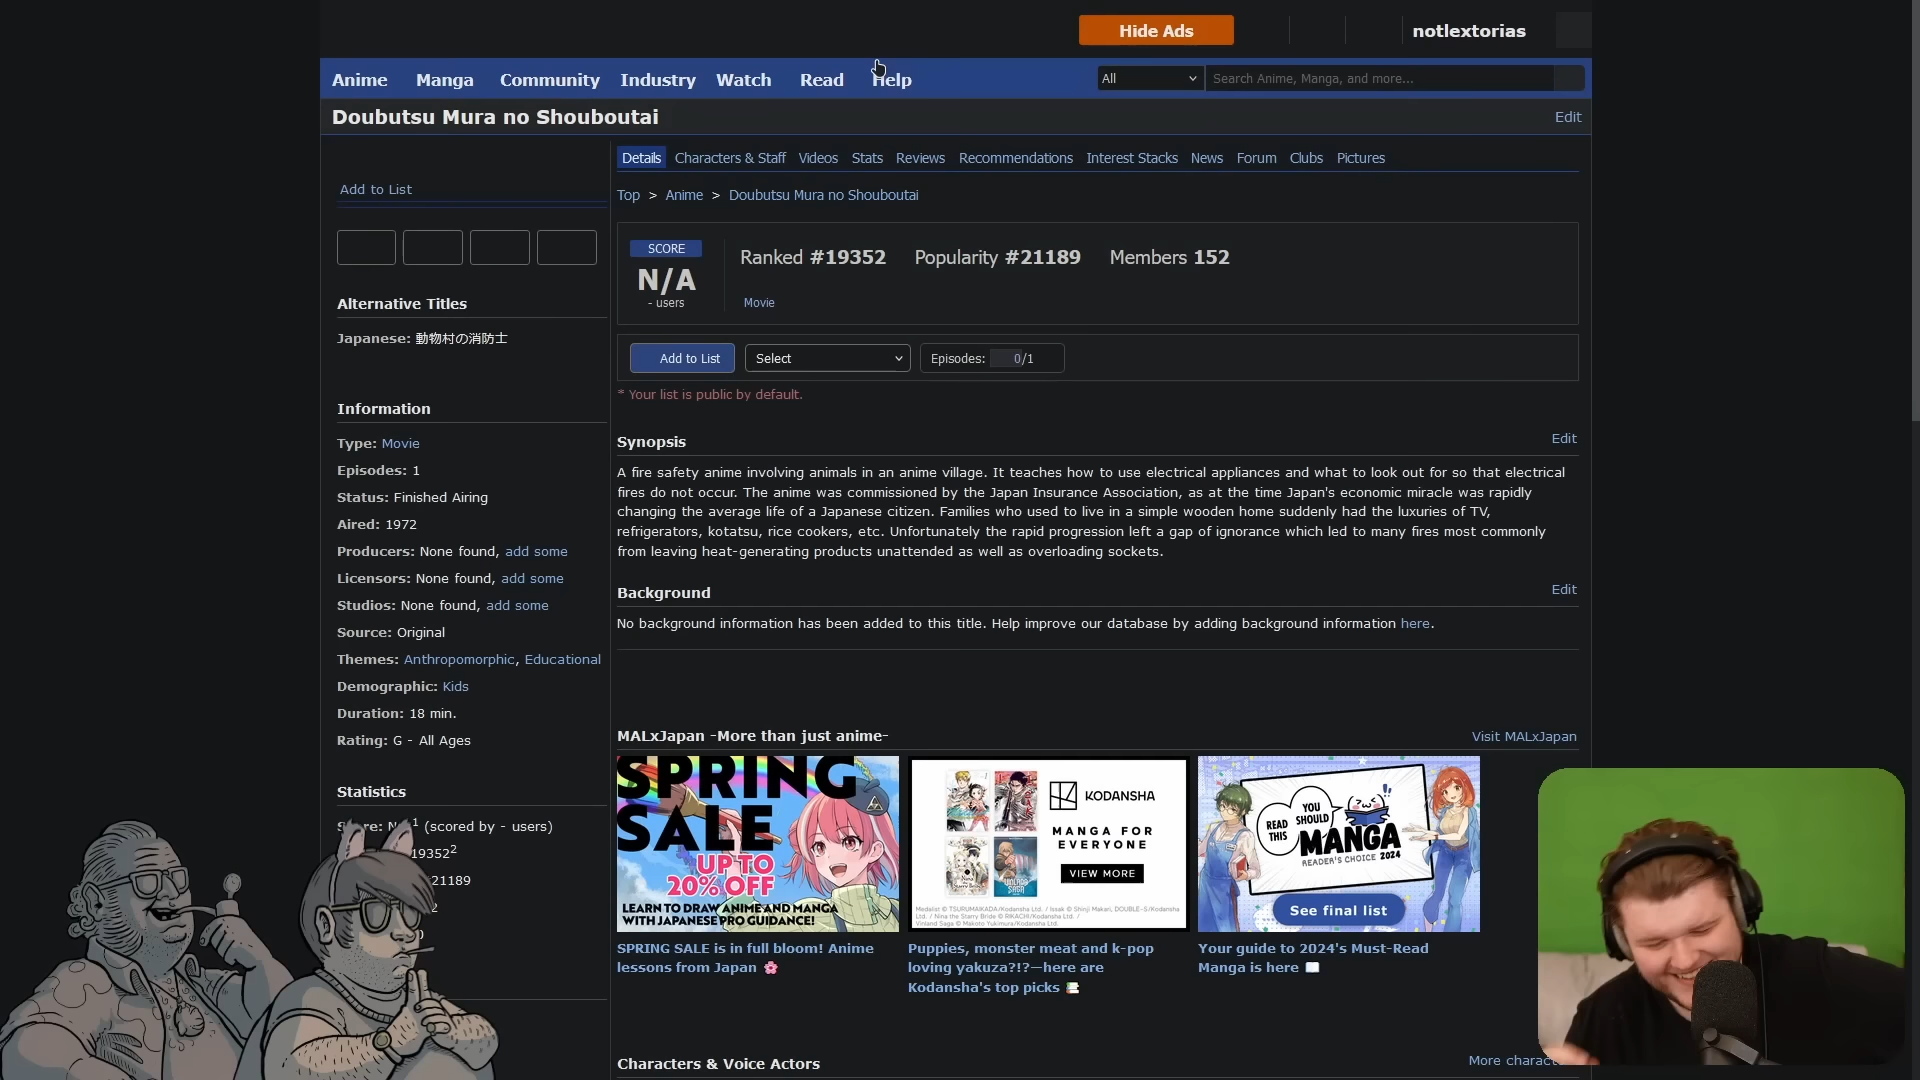 Hide Ads
notlextorias
Anime Manga Community Industry Watch Read Help
All
Search Anime, Manga, and more...
Doubutsu Mura no Shouboutai
Edit
Add to List
Alternative Titles
Japanese: 動物村の消防士
Information
Type: Movie
Episodes: 1
Status: Finished Airing
Aired: 1972
Producers: None found, add some
Licensors: None found, add some
Studios: None found, add some
Source: Original
Themes: Anthropomorphic, Educational
Demographic: Kids
Duration: 18 min.
Rating: G - All Ages
Statistics
(scored by - users)
19352²
21189
Details Characters & Staff Videos Stats Reviews Recommendations Interest Stacks News Forum Clubs Pictures
Top > Anime > Doubutsu Mura no Shouboutai
SCORE
N/A
- users
Ranked #19352 Popularity #21189 Members 152
Movie
Add to List
Select
Episodes: 0/1
* Your list is public by default.
Synopsis
Edit
A fire safety anime involving animals in an anime village. It teaches how to use electrical appliances and what to look out for so that electrical
fires do not occur. The anime was commissioned by the Japan Insurance Association, as at the time Japan's economic miracle was rapidly
changing the average life of a Japanese citizen. Families who used to live in a simple wooden home suddenly had the luxuries of TV,
refrigerators, kotatsu, rice cookers, etc. Unfortunately the rapid progression left a gap of ignorance which led to many fires most commonly
from leaving heat-generating products unattended as well as overloading sockets.
Background
Edit
No background information has been added to this title. Help improve our database by adding background information here.
MALxJapan -More than just anime-
Visit MALxJapan
SPRING
SALE
UP TO
20% OFF
LEARN TO DRAW ANIME AND MANGA
WITH JAPANESE PRO GUIDANCE!
SPRING SALE is in full bloom! Anime
lessons from Japan 🌸
KODANSHA
MANGA FOR
EVERYONE
VIEW MORE
Puppies, monster meat and k-pop
loving yakuza?!?—here are
Kodansha's top picks
YOU
SHOULD
READ
THIS
MANGA
READER'S CHOICE 2024
See final list
Your guide to 2024's Must-Read
Manga is here
Characters & Voice Actors